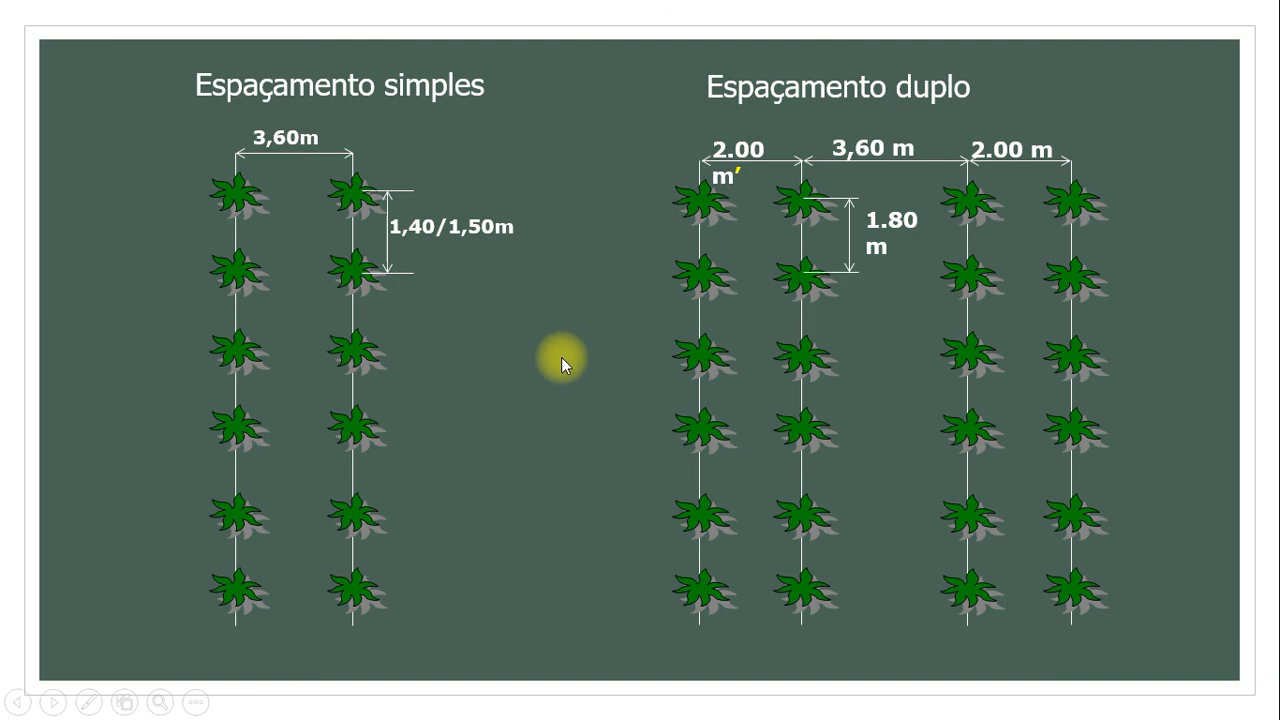 Espaçamento simples
3,60m
1,40/1,50m
Espaçamento duplo
2.00
m’
3,60 m
2.00 m
1.80
m